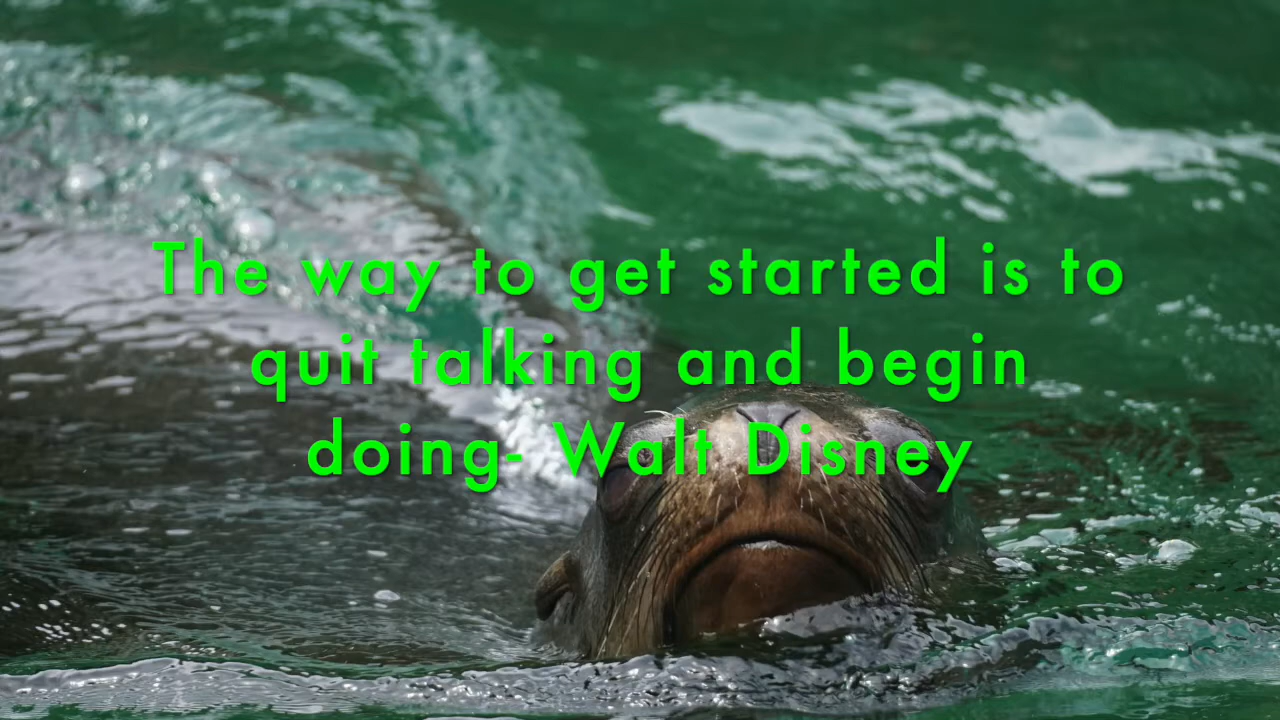 The way to get started is to
quit talking and begin
doing- Walt Disney